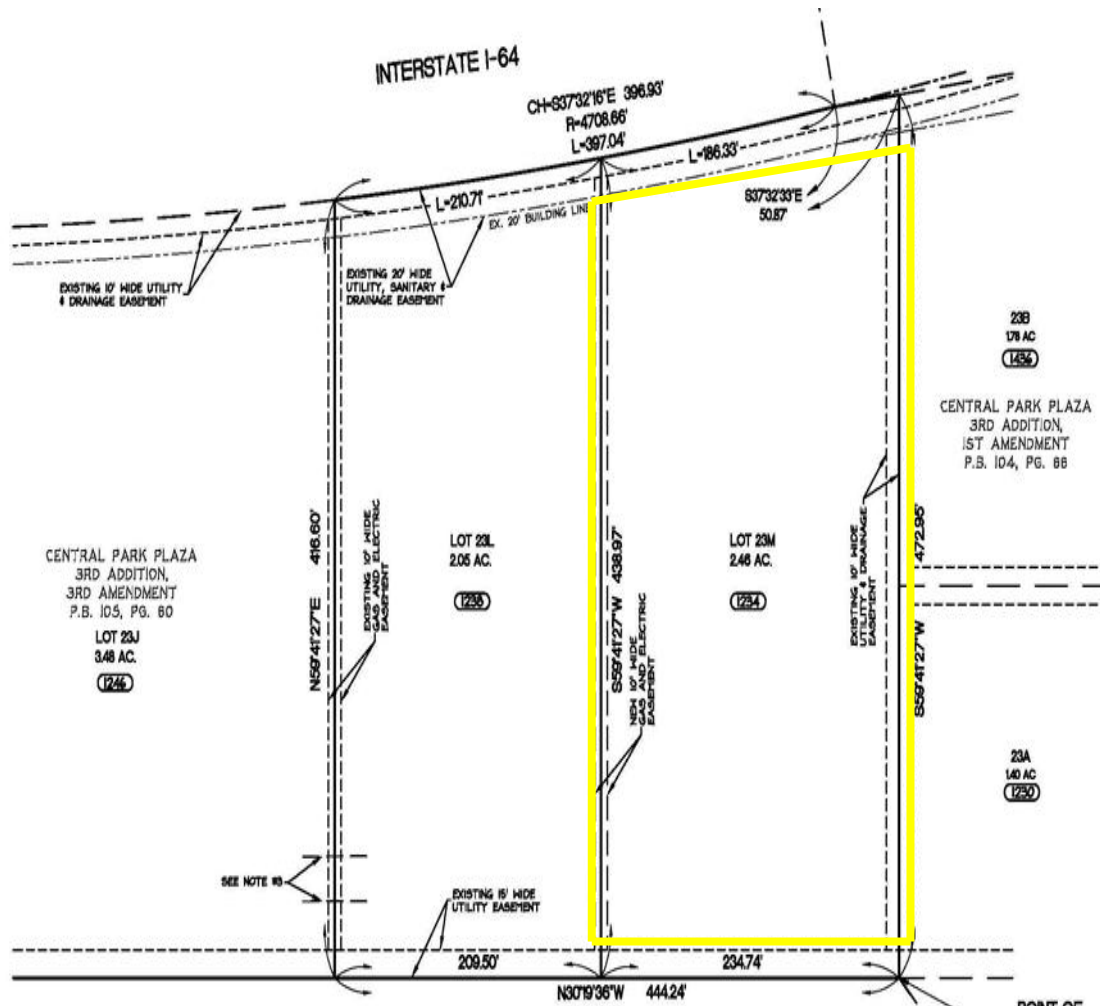 INTERSTATE I-64
CH=S37°32'16"E 396.93'
R=4708.66'
L=397.04'
L=186.33'
L=210.71'
EX. 20' BUILDING LINE
S37°32'33"E
50.87'
EXISTING 10' WIDE UTILITY
& DRAINAGE EASEMENT
EXISTING 20' WIDE
UTILITY, SANITARY &
DRAINAGE EASEMENT
23B
1.78 AC
1436
CENTRAL PARK PLAZA
3RD ADDITION,
1ST AMENDMENT
P.B. 104, PG. 88
CENTRAL PARK PLAZA
3RD ADDITION,
3RD AMENDMENT
P.B. 105, PG. 60
LOT 23J
3.48 AC.
1246
N59°41'27"E 416.60'
EXISTING 10' WIDE
GAS AND ELECTRIC
EASEMENT
LOT 23L
2.05 AC.
1238
S59°41'27"W 438.97'
NEW 10' WIDE
GAS AND ELECTRIC
EASEMENT
LOT 23M
2.46 AC.
1234
EXISTING 10' WIDE
UTILITY & DRAINAGE
EASEMENT
S59°41'27"W 472.95'
23A
1.40 AC
1230
SEE NOTE #3
EXISTING 15' WIDE
UTILITY EASEMENT
209.50'
234.74'
N30°19'36"W 444.24'
POINT OF